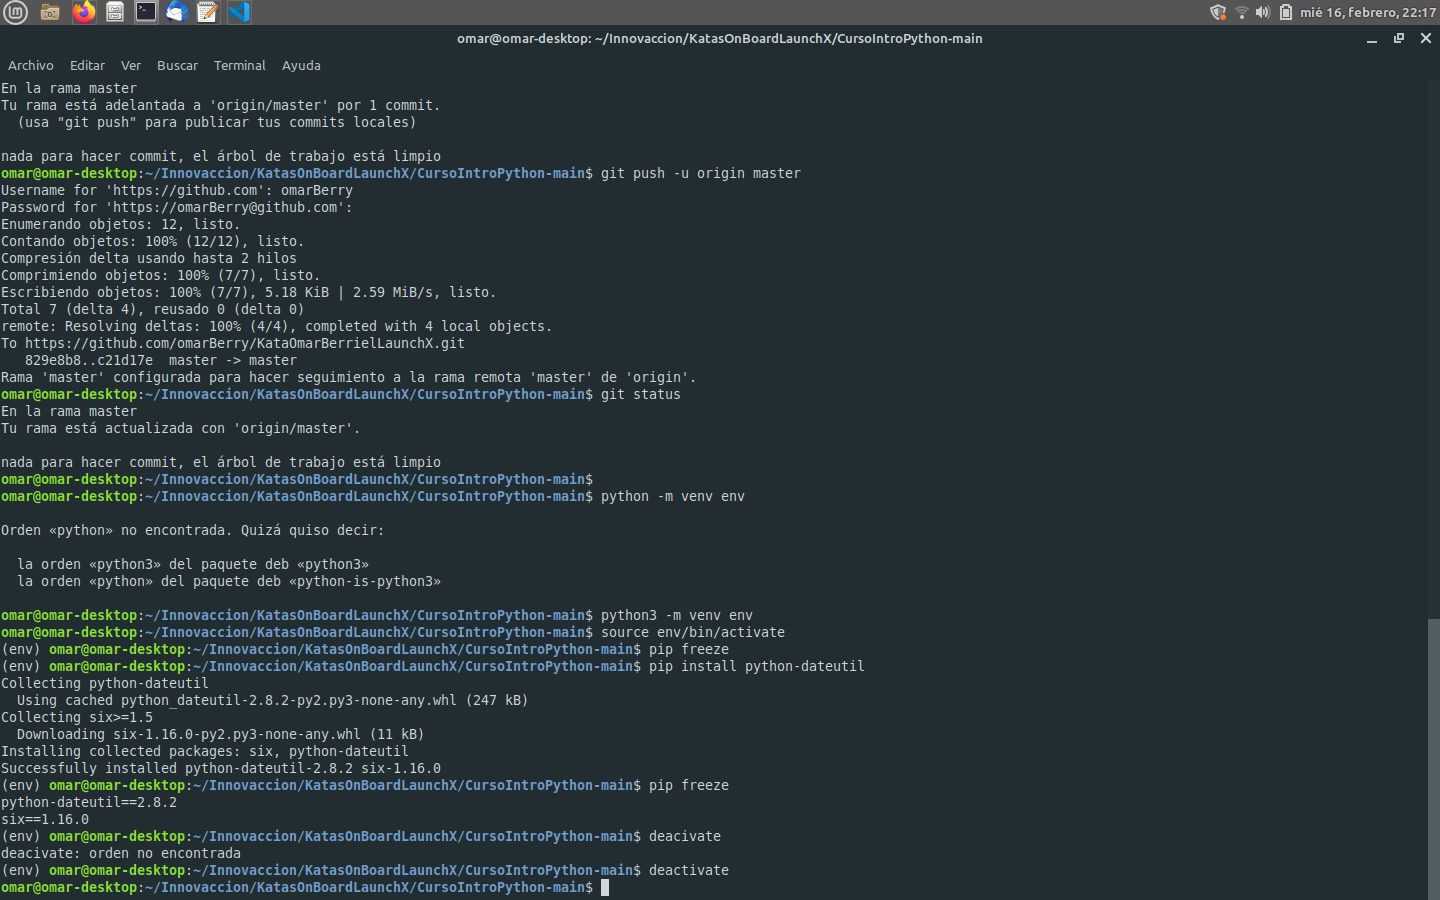 mié 16, febrero, 22:17
omar@omar-desktop: ~/Innovaccion/KatasOnBoardLaunchX/CursoIntroPython-main
Archivo Editar Ver Buscar Terminal Ayuda
En la rama master
Tu rama está adelantada a 'origin/master' por 1 commit.
  (usa "git push" para publicar tus commits locales)

nada para hacer commit, el árbol de trabajo está limpio
omar@omar-desktop:~/Innovaccion/KatasOnBoardLaunchX/CursoIntroPython-main$ git push -u origin master
Username for 'https://github.com': omarBerry
Password for 'https://omarBerry@github.com':
Enumerando objetos: 12, listo.
Contando objetos: 100% (12/12), listo.
Compresión delta usando hasta 2 hilos
Comprimiendo objetos: 100% (7/7), listo.
Escribiendo objetos: 100% (7/7), 5.18 KiB | 2.59 MiB/s, listo.
Total 7 (delta 4), reusado 0 (delta 0)
remote: Resolving deltas: 100% (4/4), completed with 4 local objects.
To https://github.com/omarBerry/KataOmarBerrielLaunchX.git
   829e8b8..c21d17e  master -> master
Rama 'master' configurada para hacer seguimiento a la rama remota 'master' de 'origin'.
omar@omar-desktop:~/Innovaccion/KatasOnBoardLaunchX/CursoIntroPython-main$ git status
En la rama master
Tu rama está actualizada con 'origin/master'.

nada para hacer commit, el árbol de trabajo está limpio
omar@omar-desktop:~/Innovaccion/KatasOnBoardLaunchX/CursoIntroPython-main$
omar@omar-desktop:~/Innovaccion/KatasOnBoardLaunchX/CursoIntroPython-main$ python -m venv env

Orden «python» no encontrada. Quizá quiso decir:

  la orden «python3» del paquete deb «python3»
  la orden «python» del paquete deb «python-is-python3»

omar@omar-desktop:~/Innovaccion/KatasOnBoardLaunchX/CursoIntroPython-main$ python3 -m venv env
omar@omar-desktop:~/Innovaccion/KatasOnBoardLaunchX/CursoIntroPython-main$ source env/bin/activate
(env) omar@omar-desktop:~/Innovaccion/KatasOnBoardLaunchX/CursoIntroPython-main$ pip freeze
(env) omar@omar-desktop:~/Innovaccion/KatasOnBoardLaunchX/CursoIntroPython-main$ pip install python-dateutil
Collecting python-dateutil
  Using cached python_dateutil-2.8.2-py2.py3-none-any.whl (247 kB)
Collecting six>=1.5
  Downloading six-1.16.0-py2.py3-none-any.whl (11 kB)
Installing collected packages: six, python-dateutil
Successfully installed python-dateutil-2.8.2 six-1.16.0
(env) omar@omar-desktop:~/Innovaccion/KatasOnBoardLaunchX/CursoIntroPython-main$ pip freeze
python-dateutil==2.8.2
six==1.16.0
(env) omar@omar-desktop:~/Innovaccion/KatasOnBoardLaunchX/CursoIntroPython-main$ deacivate
deacivate: orden no encontrada
(env) omar@omar-desktop:~/Innovaccion/KatasOnBoardLaunchX/CursoIntroPython-main$ deactivate
omar@omar-desktop:~/Innovaccion/KatasOnBoardLaunchX/CursoIntroPython-main$